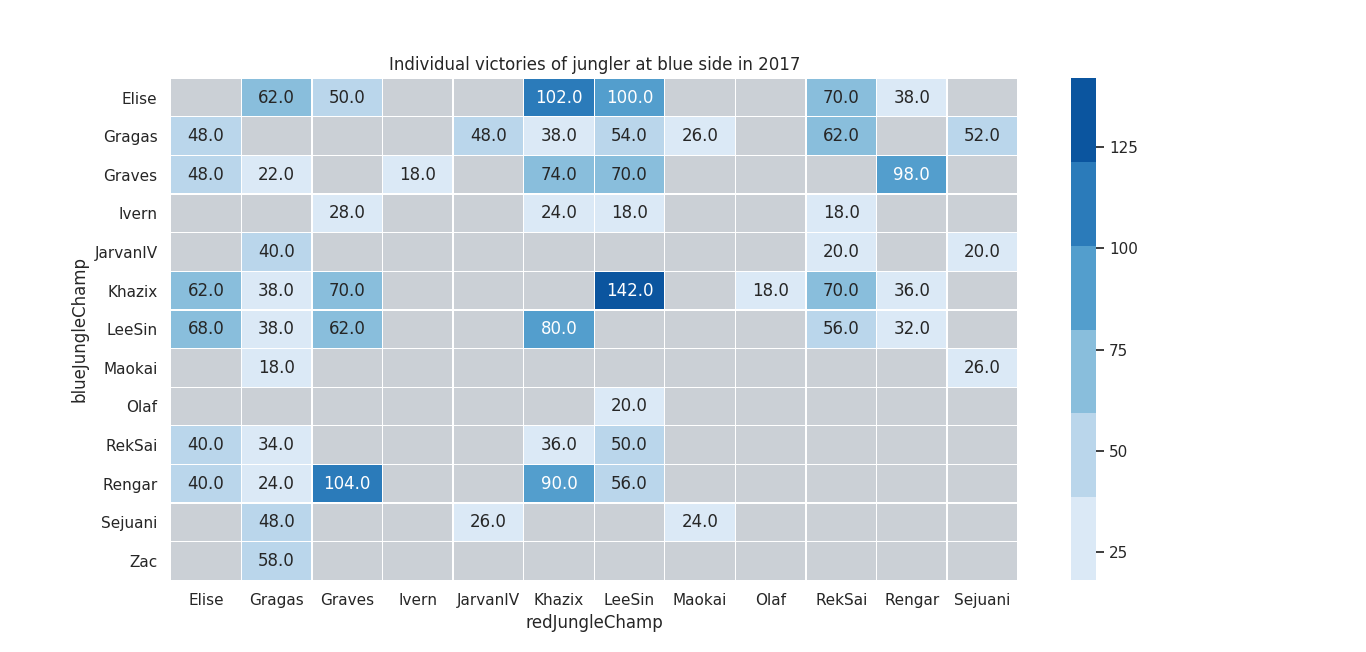 Individual victories of jungler at blue side in 2017
Elise 62.0 50.0 102.0 100.0 70.0 38.0
Gragas 48.0 48.0 38.0 54.0 26.0 62.0 52.0
Graves 48.0 22.0 18.0 74.0 70.0 98.0
Ivern 28.0 24.0 18.0 18.0
JarvanIV 40.0 20.0 20.0
Khazix 62.0 38.0 70.0 142.0 18.0 70.0 36.0
LeeSin 68.0 38.0 62.0 80.0 56.0 32.0
Maokai 18.0 26.0
Olaf 20.0
RekSai 40.0 34.0 36.0 50.0
Rengar 40.0 24.0 104.0 90.0 56.0
Sejuani 48.0 26.0 24.0
Zac 58.0
Elise Gragas Graves Ivern JarvanIV Khazix LeeSin Maokai Olaf RekSai Rengar Sejuani
redJungleChamp
blueJungleChamp
125
100
75
50
25